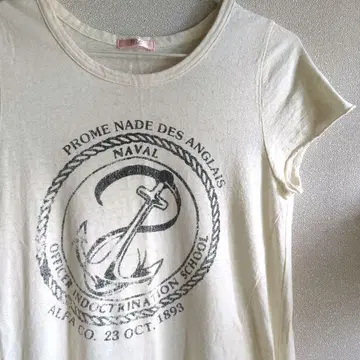 PROME NADE DES ANGLAIS
NAVAL
OFFICER INDOCTRINATION SCHOOL
ALFA CO. 23 OCT. 1893